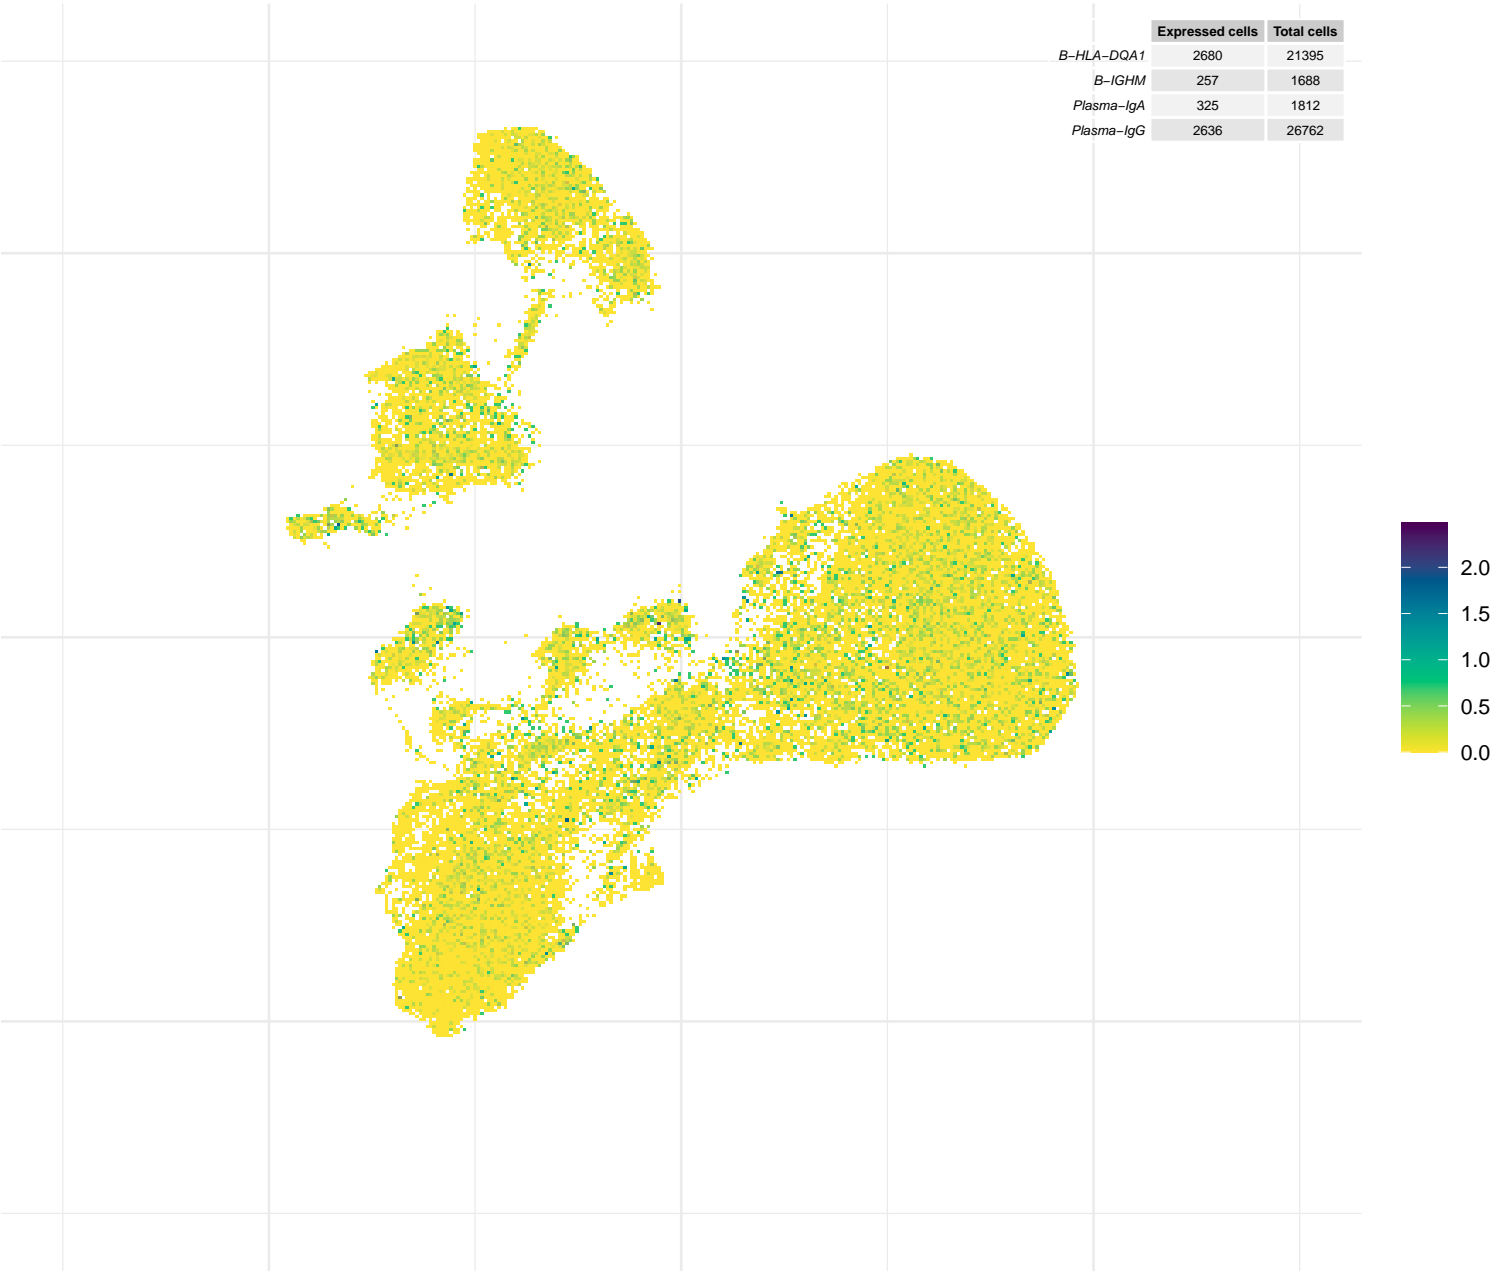 Expressed cells Total cells
B−HLA−DQA1 2680 21395
B−IGHM 257 1688
Plasma−IgA 325 1812
Plasma−IgG 2636 26762
2.0
1.5
1.0
0.5
0.0